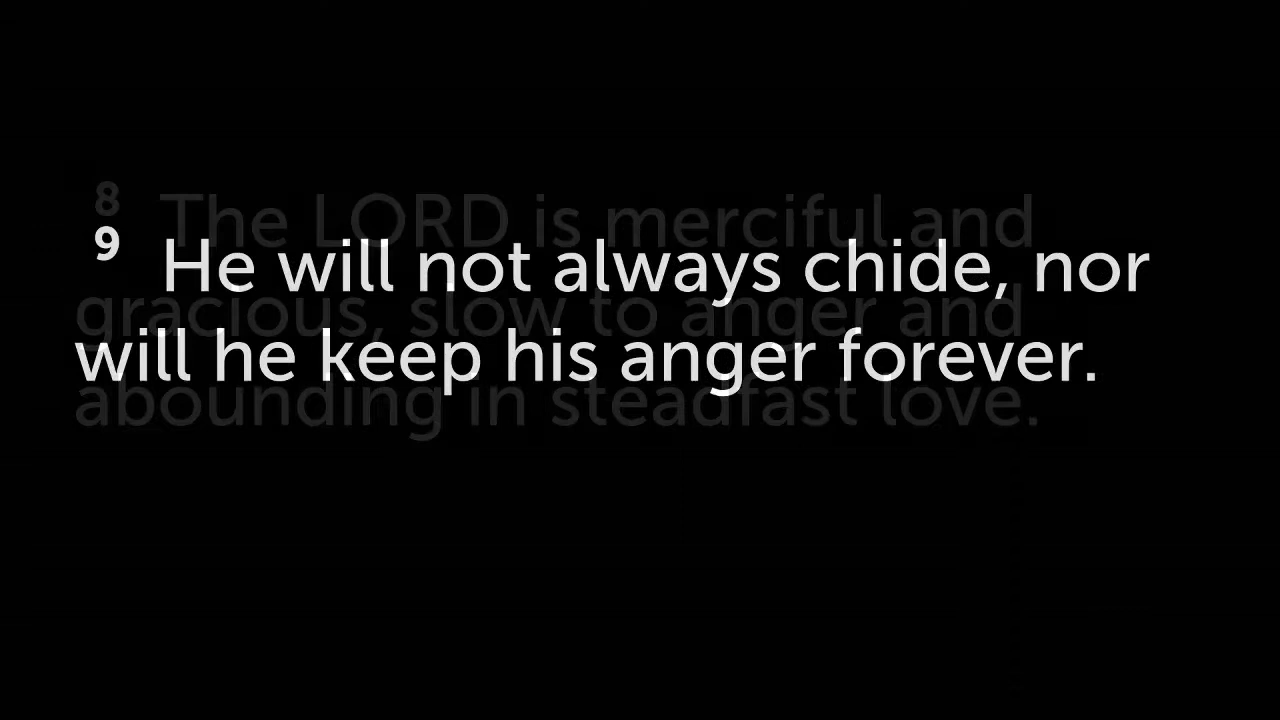 8 The LORD is merciful and
gracious, slow to anger and
abounding in steadfast love.
9 He will not always chide, nor
will he keep his anger forever.